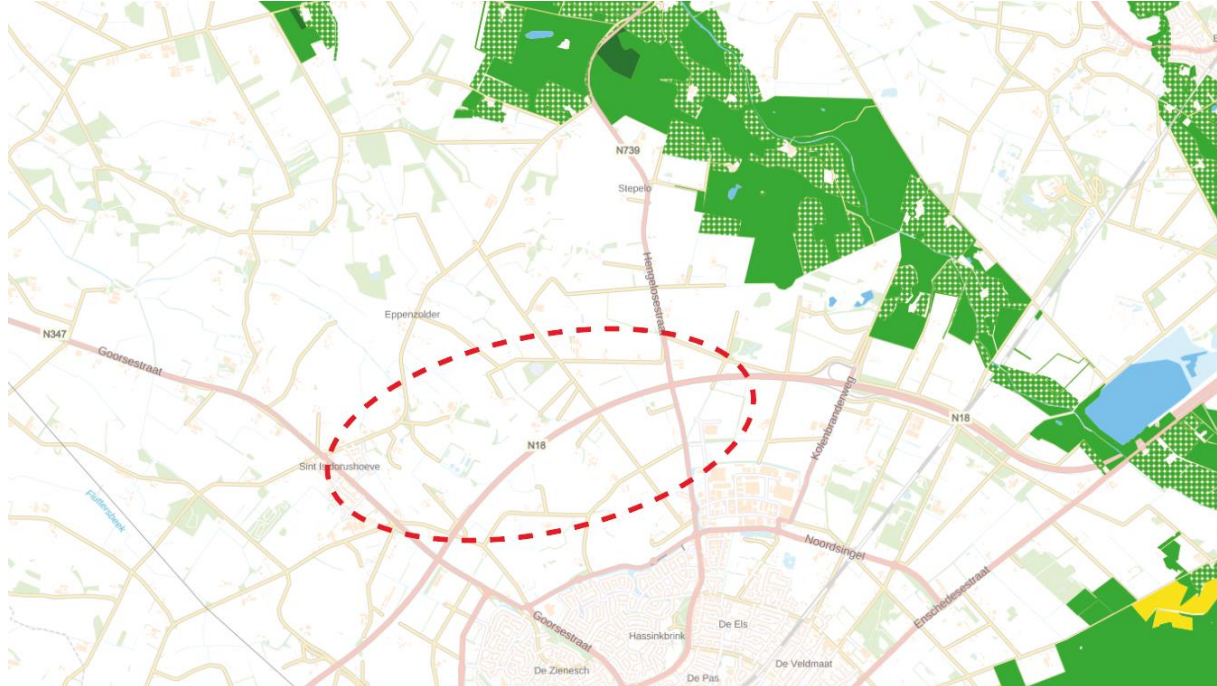 N739
Stepelo
Hengelosestraat
Eppenzolder
N347
Goorsestraat
Kolenbranderweg
N18
N18
Sint Isidorushoeve
Fluttersbeek
Noordsingel
Enschedesestraat
Goorsestraat
Hassinkbrink
De Els
De Zienesch
De Veldmaat
De Pas